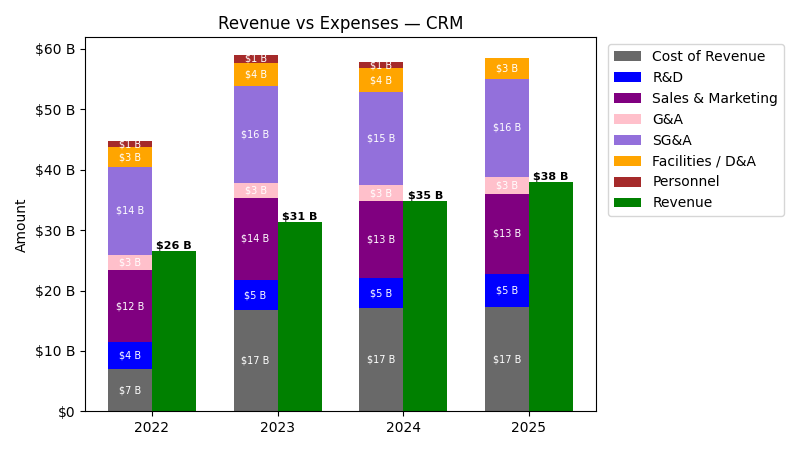 Revenue vs Expenses — CRM
Amount
$60 B
$50 B
$40 B
$30 B
$20 B
$10 B
$0
$1 B
$3 B
$14 B
$3 B
$12 B
$4 B
$7 B
$26 B
$1 B
$4 B
$16 B
$3 B
$14 B
$5 B
$17 B
$31 B
$1 B
$4 B
$15 B
$3 B
$13 B
$5 B
$17 B
$35 B
$3 B
$16 B
$3 B
$13 B
$5 B
$17 B
$38 B
2022
2023
2024
2025
Cost of Revenue
R&D
Sales & Marketing
G&A
SG&A
Facilities / D&A
Personnel
Revenue